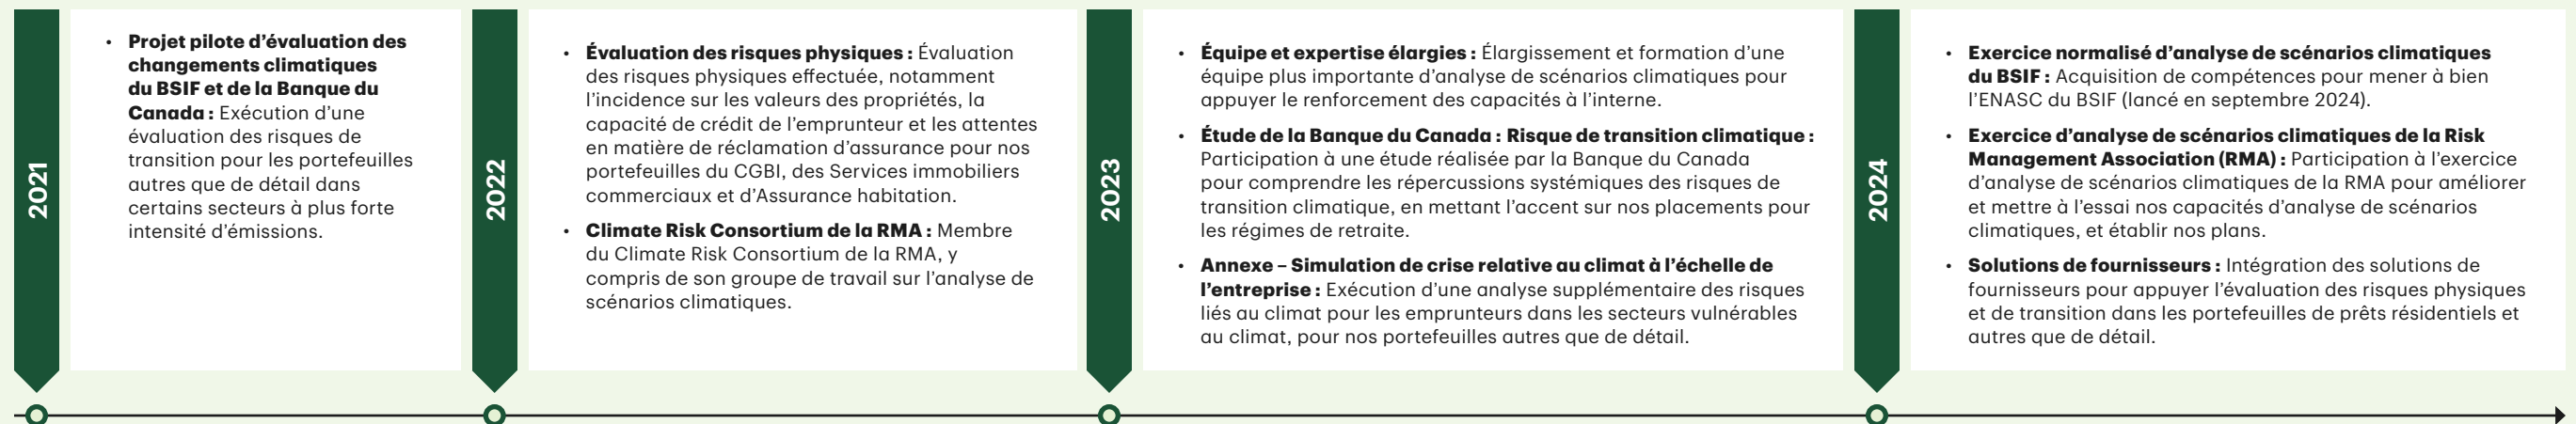 2021
• Projet pilote d’évaluation des
changements climatiques
du BSIF et de la Banque du
Canada : Exécution d’une
évaluation des risques de
transition pour les portefeuilles
autres que de détail dans
certains secteurs à plus forte
intensité d’émissions.
2022
• Évaluation des risques physiques : Évaluation
des risques physiques effectuée, notamment
l’incidence sur les valeurs des propriétés, la
capacité de crédit de l’emprunteur et les attentes
en matière de réclamation d’assurance pour nos
portefeuilles du CGBI, des Services immobiliers
commerciaux et d’Assurance habitation.
• Climate Risk Consortium de la RMA : Membre
du Climate Risk Consortium de la RMA, y
compris de son groupe de travail sur l’analyse de
scénarios climatiques.
2023
• Équipe et expertise élargies : Élargissement et formation d’une
équipe plus importante d’analyse de scénarios climatiques pour
appuyer le renforcement des capacités à l’interne.
• Étude de la Banque du Canada : Risque de transition climatique :
Participation à une étude réalisée par la Banque du Canada
pour comprendre les répercussions systémiques des risques de
transition climatique, en mettant l’accent sur nos placements pour
les régimes de retraite.
• Annexe – Simulation de crise relative au climat à l’échelle de
l’entreprise : Exécution d’une analyse supplémentaire des risques
liés au climat pour les emprunteurs dans les secteurs vulnérables
au climat, pour nos portefeuilles autres que de détail.
2024
• Exercice normalisé d’analyse de scénarios climatiques
du BSIF : Acquisition de compétences pour mener à bien
l’ENASC du BSIF (lancé en septembre 2024).
• Exercice d’analyse de scénarios climatiques de la Risk
Management Association (RMA) : Participation à l’exercice
d’analyse de scénarios climatiques de la RMA pour améliorer
et mettre à l’essai nos capacités d’analyse de scénarios
climatiques, et établir nos plans.
• Solutions de fournisseurs : Intégration des solutions de
fournisseurs pour appuyer l’évaluation des risques physiques
et de transition dans les portefeuilles de prêts résidentiels et
autres que de détail.